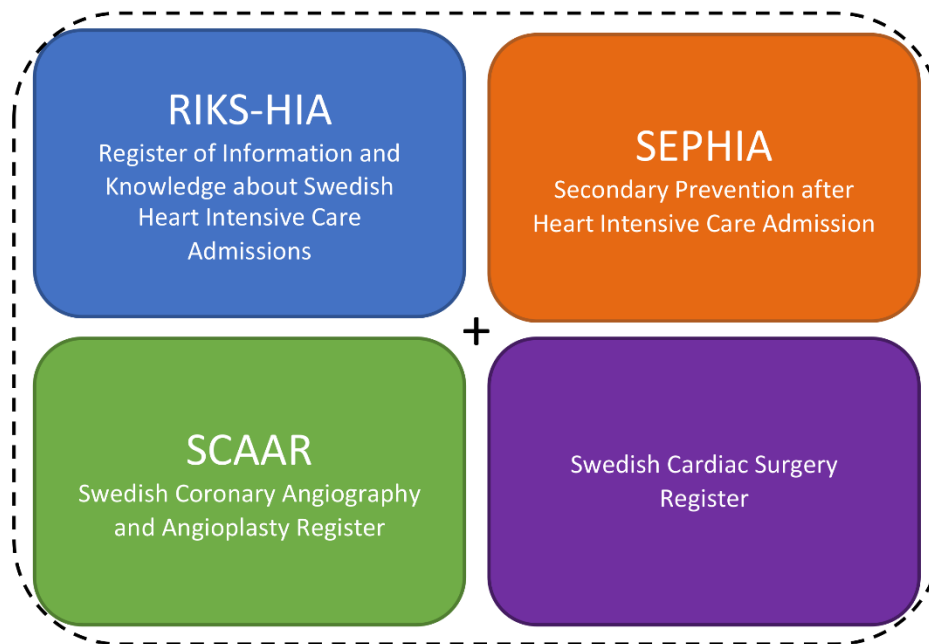 RIKS-HIA
Register of Information and
Knowledge about Swedish
Heart Intensive Care
Admissions
SEPHIA
Secondary Prevention after
Heart Intensive Care Admission
+
SCAAR
Swedish Coronary Angiography
and Angioplasty Register
Swedish Cardiac Surgery
Register